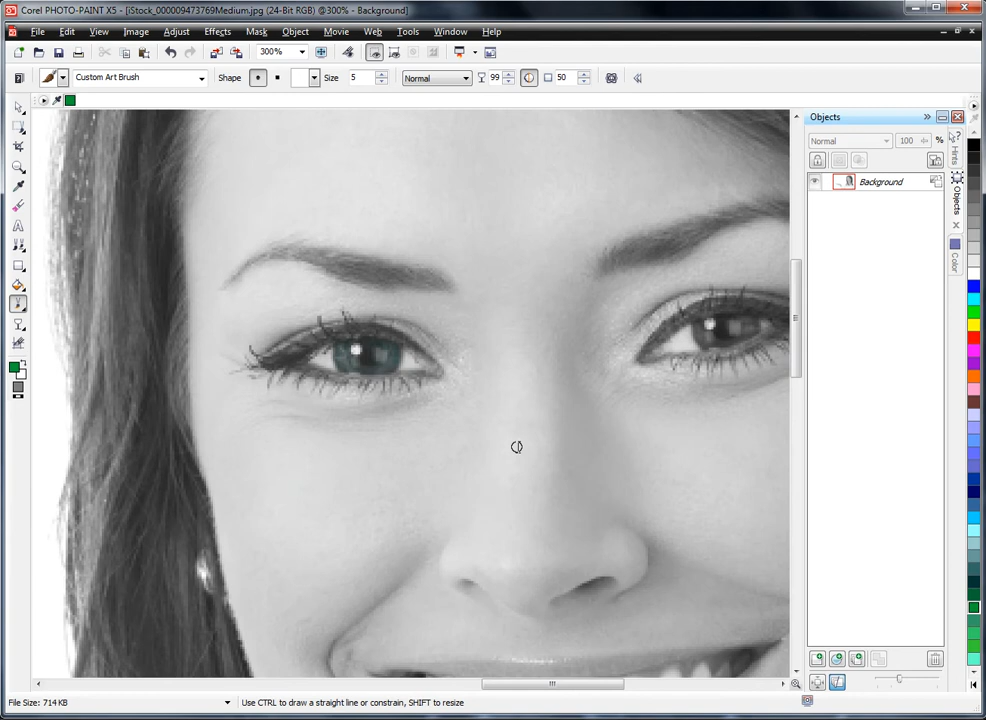 Corel PHOTO-PAINT X5 - [iStock_000009473769Medium.jpg (24-Bit RGB) @300% - Background]
File Edit View Image Adjust Effects Mask Object Movie Web Tools Window Help
300%
Custom Art Brush Shape Size 5 Normal 99 50
Objects
Normal 100 %
Background
Hints
Objects
Color
File Size: 714 KB Use CTRL to draw a straight line or constrain, SHIFT to resize